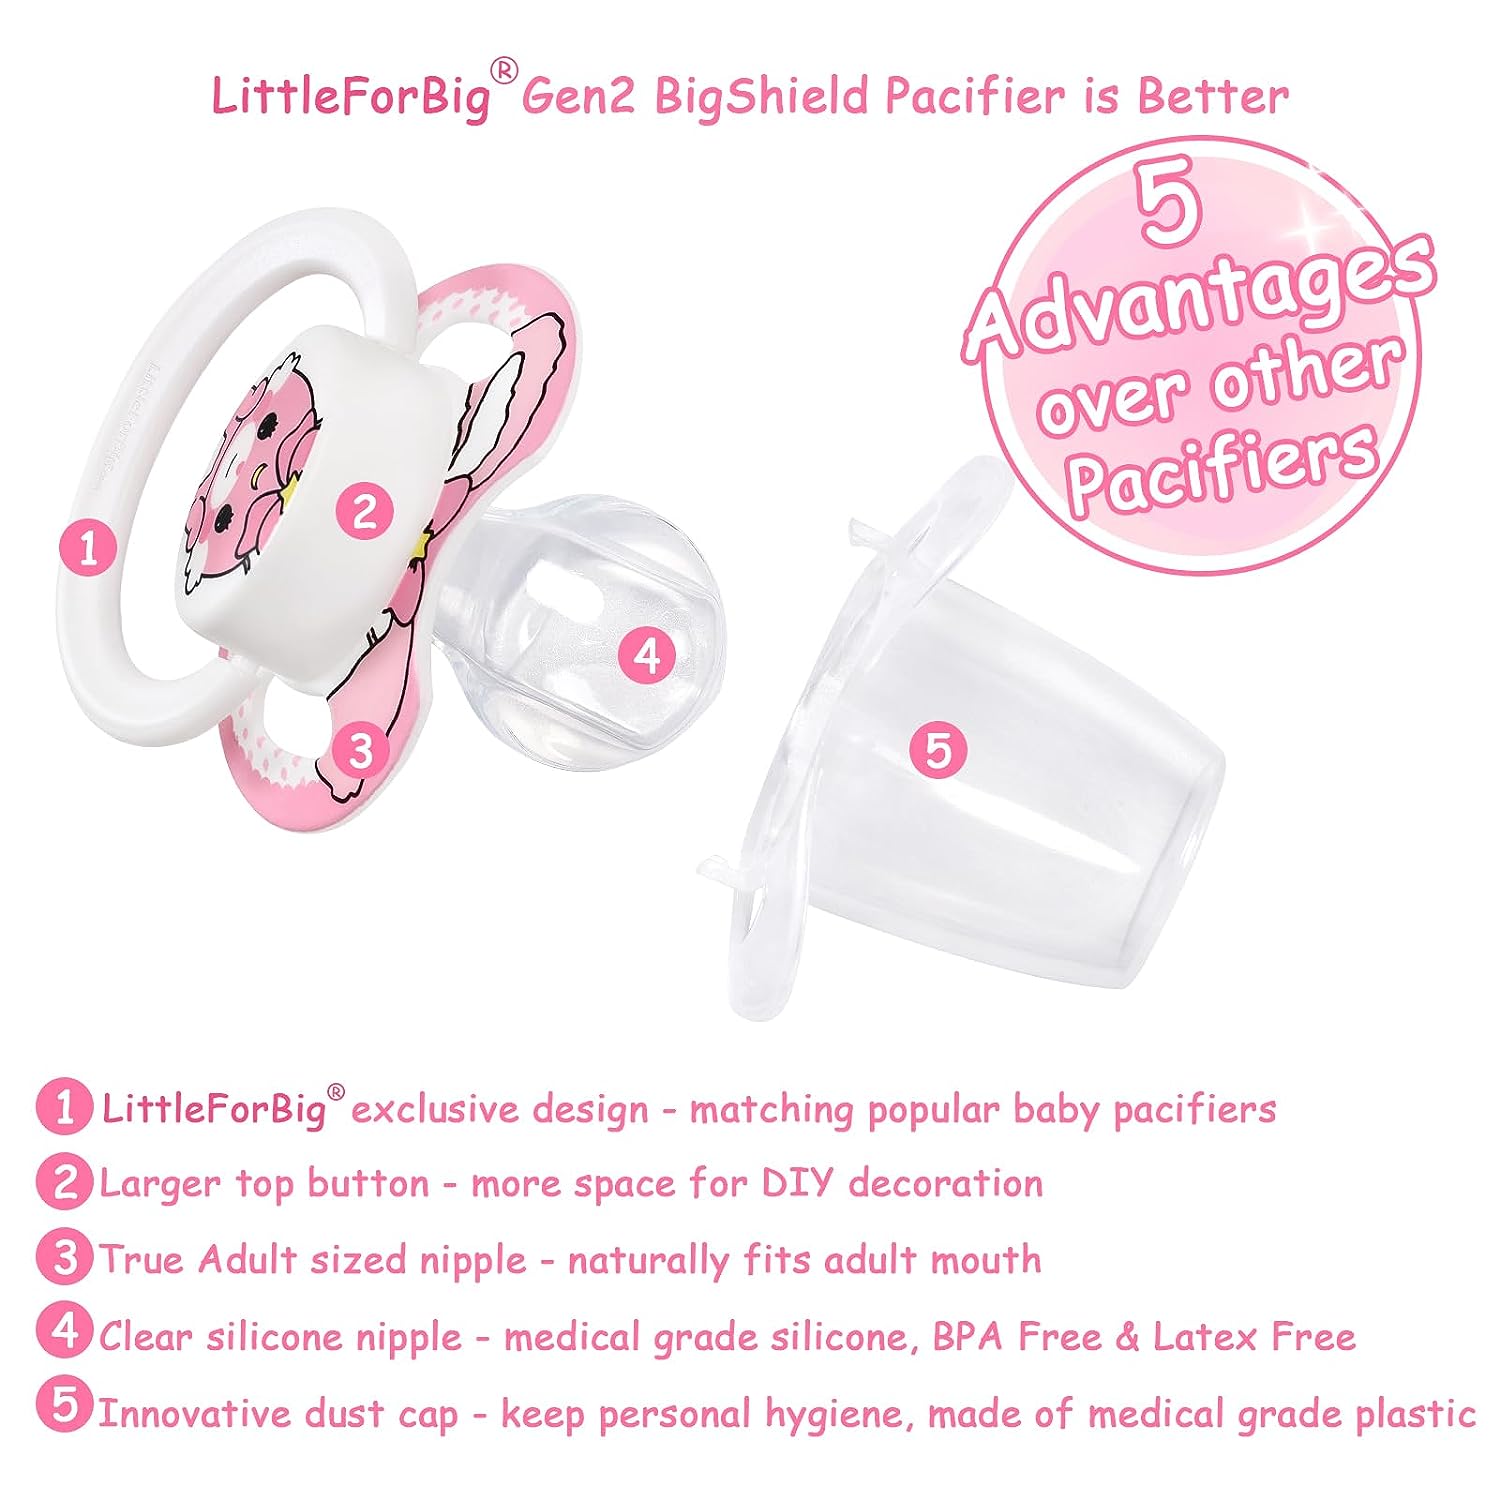 LittleForBig® Gen2 BigShield Pacifier is Better
5
Advantages
over other
Pacifiers
LittleForBig
1
2
3
4
5
1 LittleForBig® exclusive design - matching popular baby pacifiers
2 Larger top button - more space for DIY decoration
3 True Adult sized nipple - naturally fits adult mouth
4 Clear silicone nipple - medical grade silicone, BPA Free & Latex Free
5 Innovative dust cap - keep personal hygiene, made of medical grade plastic